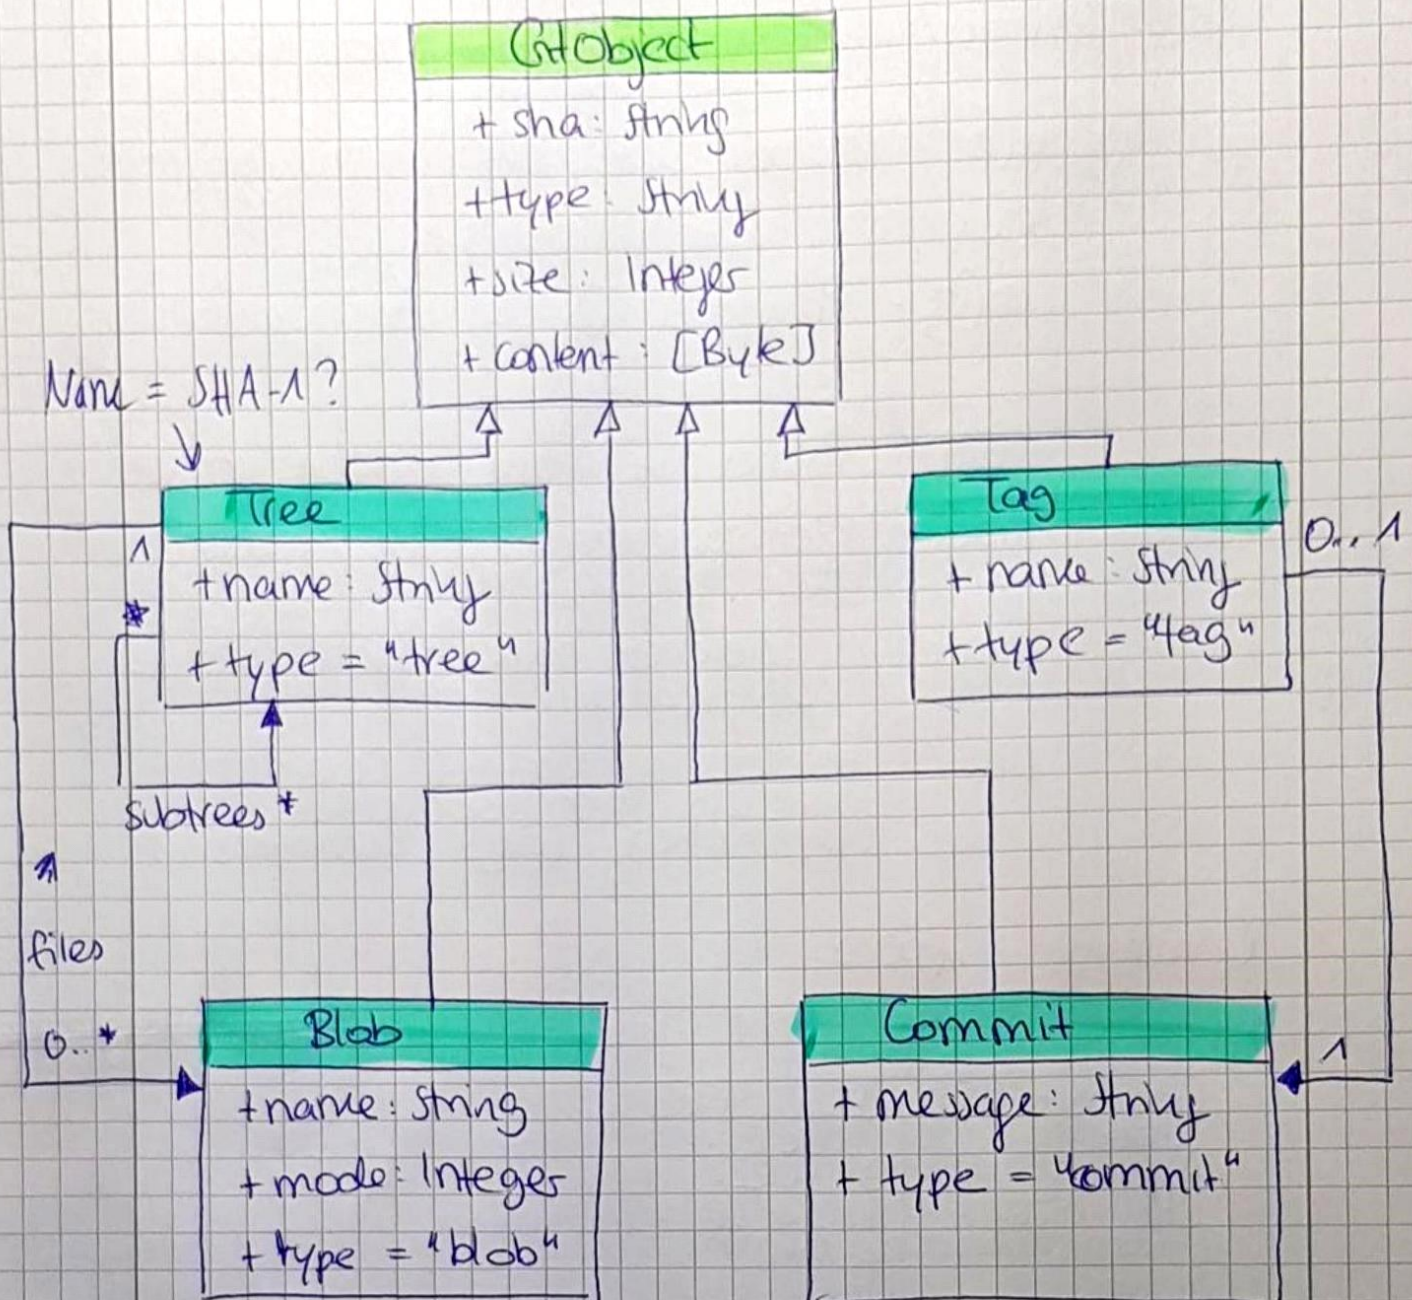 GitObject
+ sha: String
+ type: String
+ size: Integer
+ content: [Byte]
Name = SHA-1?
Tree
1
+ name: String
*
+ type = "tree"
subtrees *
1
files
0..*
Tag
0..1
+ name: String
+ type = "tag"
Blob
+ name: String
+ mode: Integer
+ type = "blob"
Commit
1
+ message: String
+ type = "commit"